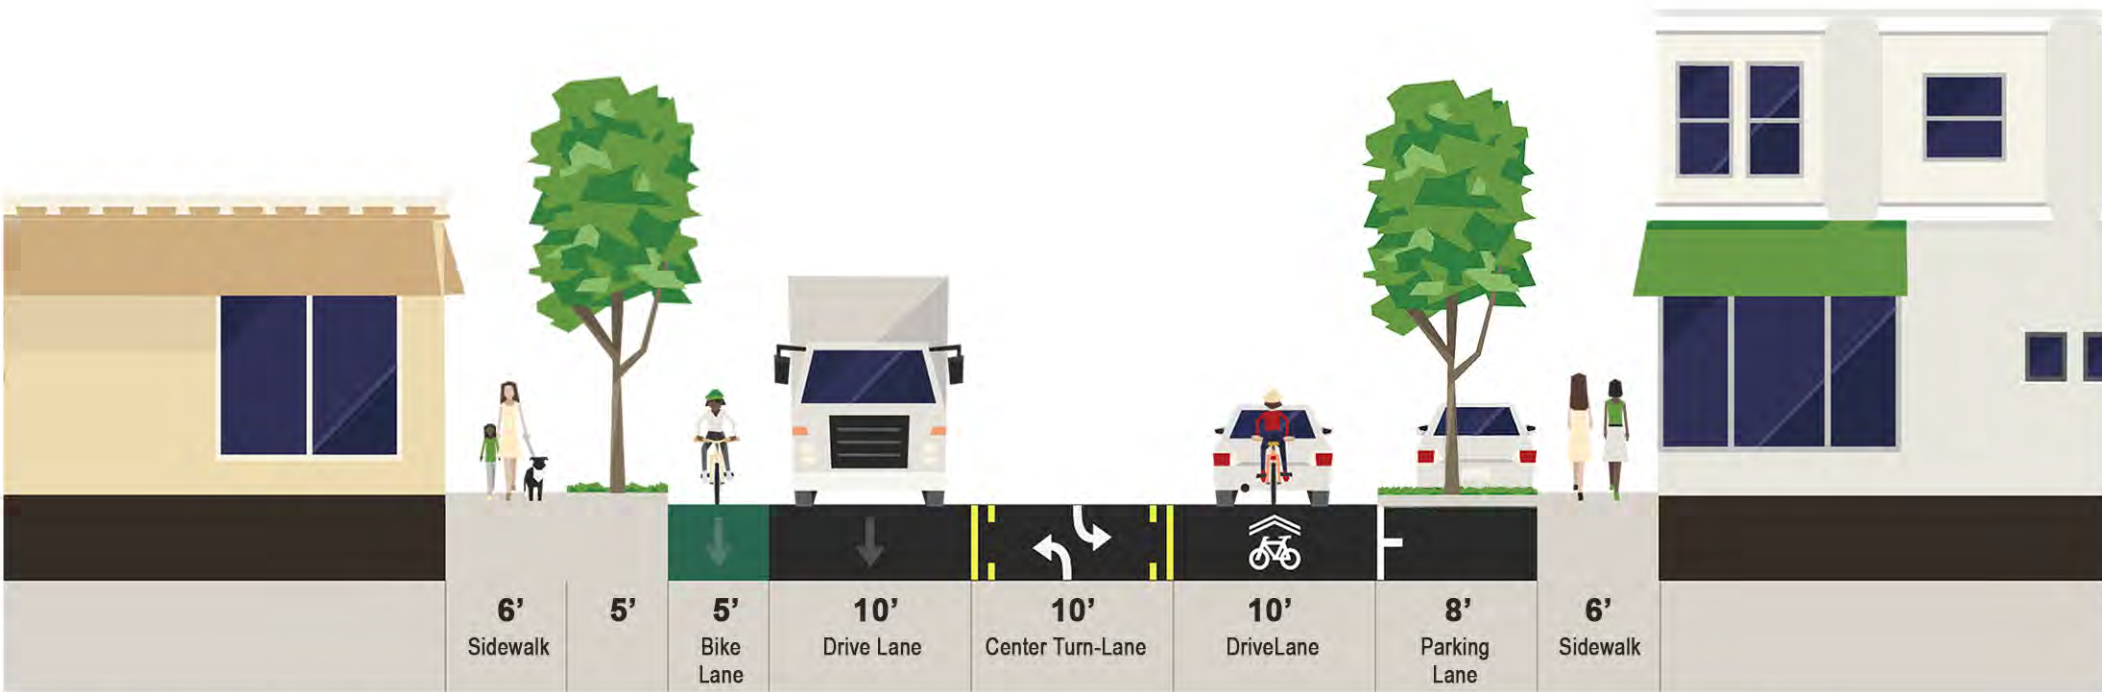 6’
Sidewalk
5’
5’
Bike
Lane
10’
Drive Lane
10’
Center Turn-Lane
10’
DriveLane
8’
Parking
Lane
6’
Sidewalk